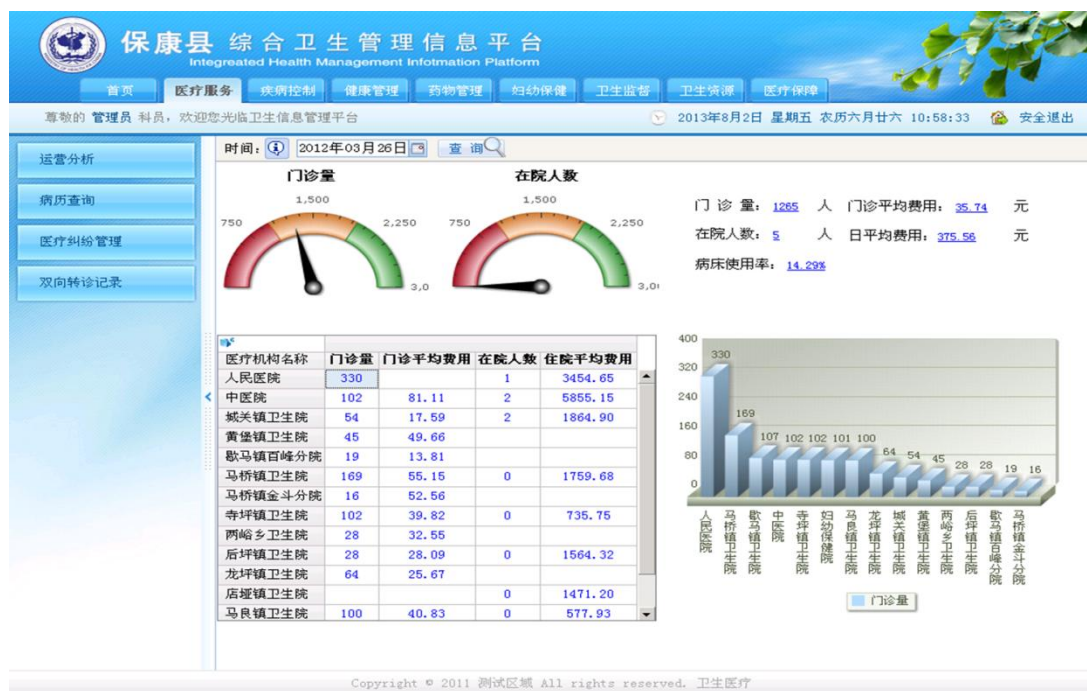 保康县 综合卫生管理信息平台
Integreated Health Management Infotmation Platform
首页 医疗服务 疾病控制 健康管理 药物管理 妇幼保健 卫生监督 卫生资源 医疗保障
尊敬的 管理员 科员，欢迎您光临卫生信息管理平台 2013年8月2日 星期五 农历六月廿六 10:58:33 安全退出
运营分析
病历查询
医疗纠纷管理
双向转诊记录
时间： 2012年03月26日 查 询
门诊量 在院人数
750 1,500 2,250 3,0
750 1,500 2,250 3,0
门 诊 量： 1265 人 门诊平均费用： 35.74 元
在院人数： 5 人 日平均费用： 375.56 元
病床使用率： 14.29%
医疗机构名称 门诊量 门诊平均费用 在院人数 住院平均费用
人民医院 330 1 3454.65
中医院 102 81.11 2 5855.15
城关镇卫生院 54 17.59 2 1864.90
黄堡镇卫生院 45 49.66
歇马镇百峰分院 19 13.81
马桥镇卫生院 169 55.15 0 1759.68
马桥镇金斗分院 16 52.56
寺坪镇卫生院 102 39.82 0 735.75
两峪乡卫生院 28 32.55
后坪镇卫生院 28 28.09 0 1564.32
龙坪镇卫生院 64 25.67
店垭镇卫生院 0 1471.20
马良镇卫生院 100 40.83 0 577.93
400
320
240
160
80
0
330 169 107 102 102 101 100 64 54 45 28 28 19 16
人民医院
马桥镇卫生院
歇马镇卫生院
中医院
寺坪镇卫生院
妇幼保健院
马良镇卫生院
龙坪镇卫生院
城关镇卫生院
黄堡镇卫生院
两峪乡卫生院
后坪镇卫生院
歇马镇百峰分院
马桥镇金斗分院
门诊量
Copyright © 2011 测试区域 All rights reserved. 卫生医疗